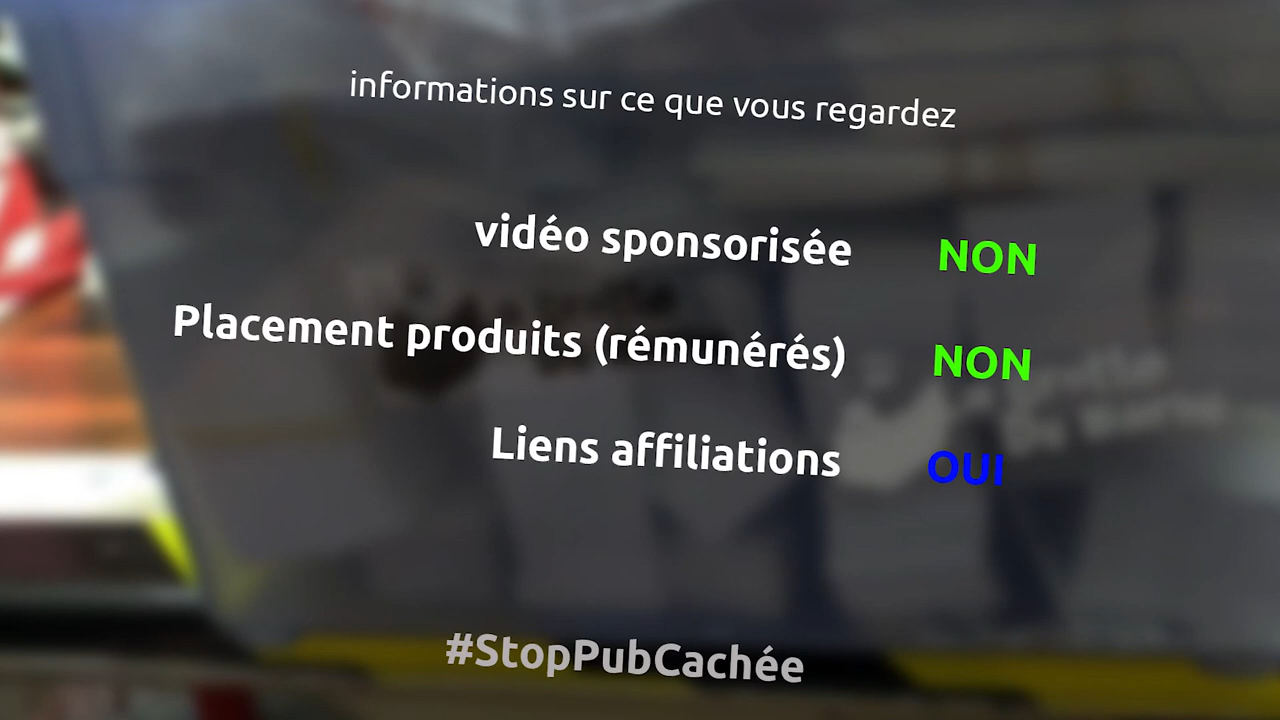 informations sur ce que vous regardez
vidéo sponsorisée NON
Placement produits (rémunérés) NON
Liens affiliations OUI
#StopPubCachée